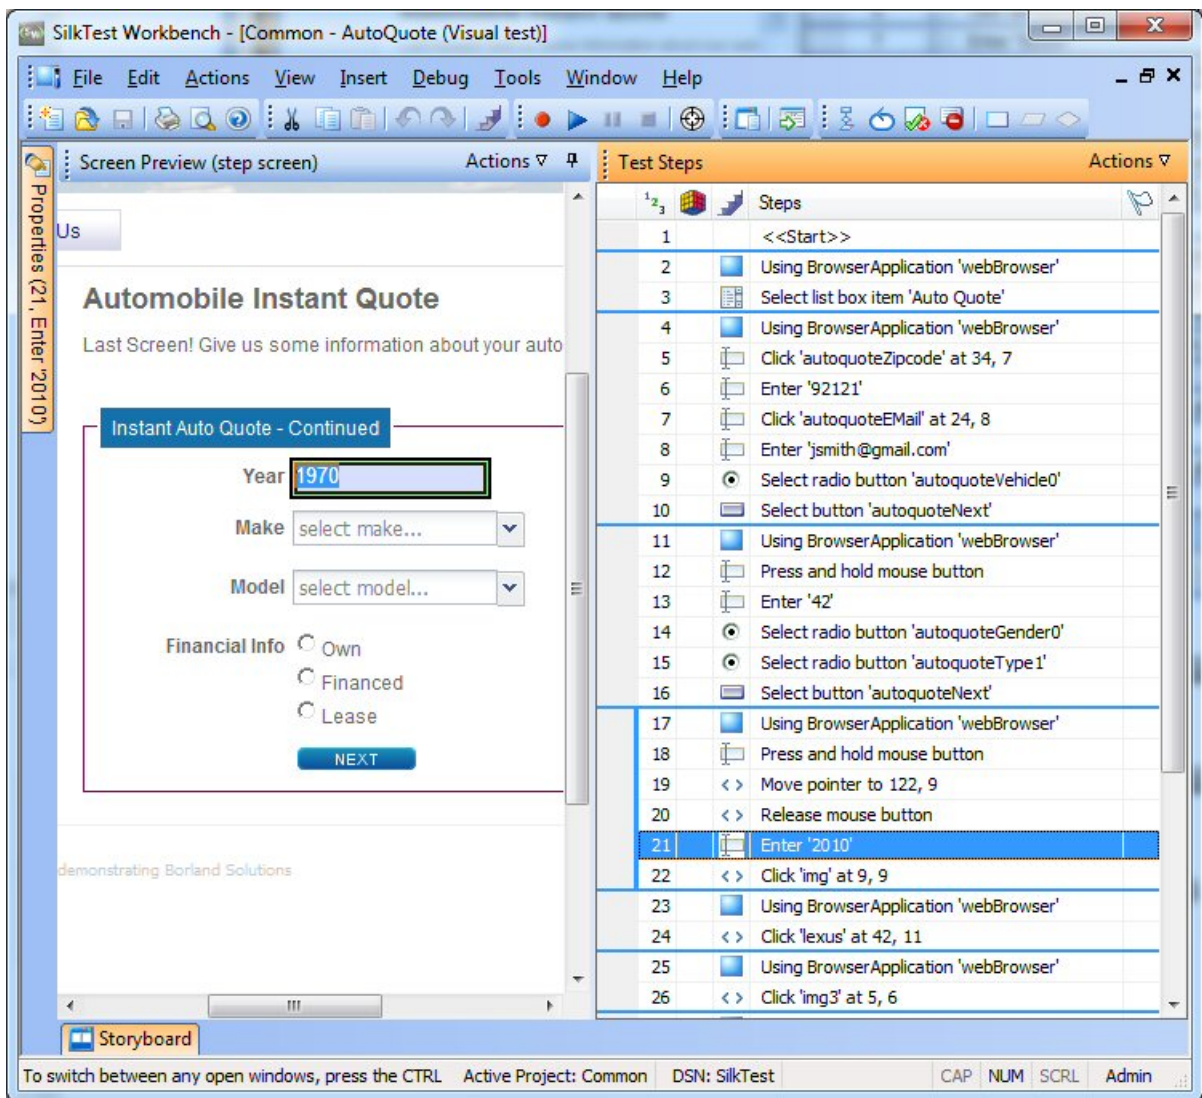 SilkTest Workbench - [Common - AutoQuote (Visual test)]
File Edit Actions View Insert Debug Tools Window Help
Properties (21, Enter '2010')
Screen Preview (step screen) Actions
Us
Automobile Instant Quote
Last Screen! Give us some information about your auto
Instant Auto Quote - Continued
Year 1970
Make select make...
Model select model...
Financial Info Own
Financed
Lease
NEXT
demonstrating Borland Solutions
Storyboard
Test Steps Actions
Steps
1 <<Start>>
2 Using BrowserApplication 'webBrowser'
3 Select list box item 'Auto Quote'
4 Using BrowserApplication 'webBrowser'
5 Click 'autoquoteZipcode' at 34, 7
6 Enter '92121'
7 Click 'autoquoteEMail' at 24, 8
8 Enter 'jsmith@gmail.com'
9 Select radio button 'autoquoteVehicle0'
10 Select button 'autoquoteNext'
11 Using BrowserApplication 'webBrowser'
12 Press and hold mouse button
13 Enter '42'
14 Select radio button 'autoquoteGender0'
15 Select radio button 'autoquoteType1'
16 Select button 'autoquoteNext'
17 Using BrowserApplication 'webBrowser'
18 Press and hold mouse button
19 Move pointer to 122, 9
20 Release mouse button
21 Enter '2010'
22 Click 'img' at 9, 9
23 Using BrowserApplication 'webBrowser'
24 Click 'lexus' at 42, 11
25 Using BrowserApplication 'webBrowser'
26 Click 'img3' at 5, 6
To switch between any open windows, press the CTRL Active Project: Common DSN: SilkTest CAP NUM SCRL Admin